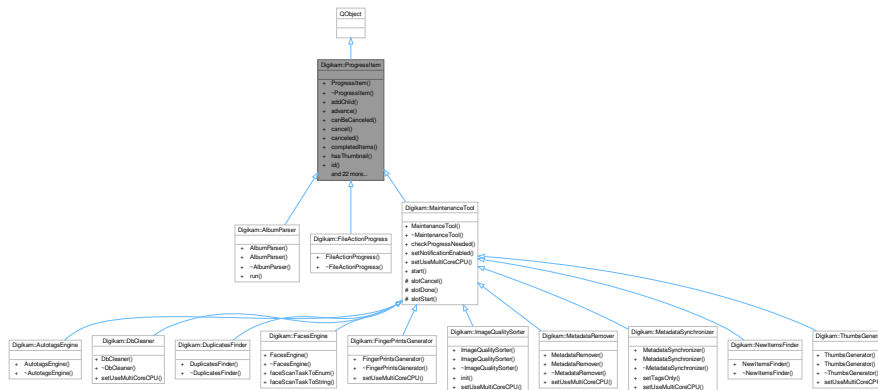 QObject
Digikam::ProgressItem
+ ProgressItem()
+ ~ProgressItem()
+ addChild()
+ advance()
+ canBeCanceled()
+ cancel()
+ canceled()
+ completedItems()
+ hasThumbnail()
+ id()
and 22 more...
Digikam::AlbumParser
+ AlbumParser()
+ AlbumParser()
+ ~AlbumParser()
+ run()
Digikam::FileActionProgress
+ FileActionProgress()
+ ~FileActionProgress()
Digikam::MaintenanceTool
+ MaintenanceTool()
+ ~MaintenanceTool()
+ checkProgressNeeded()
+ setNotificationEnabled()
+ setUseMultiCoreCPU()
+ start()
# slotCancel()
# slotDone()
# slotStart()
Digikam::AutotagsEngine
+ AutotagsEngine()
+ ~AutotagsEngine()
Digikam::DbCleaner
+ DbCleaner()
+ ~DbCleaner()
+ setUseMultiCoreCPU()
Digikam::DuplicatesFinder
+ DuplicatesFinder()
+ ~DuplicatesFinder()
Digikam::FacesEngine
+ FacesEngine()
+ ~FacesEngine()
+ faceScanTaskToEnum()
+ faceScanTaskToString()
Digikam::FingerPrintsGenerator
+ FingerPrintsGenerator()
+ ~FingerPrintsGenerator()
+ setUseMultiCoreCPU()
Digikam::ImageQualitySorter
+ ImageQualitySorter()
+ ImageQualitySorter()
+ ~ImageQualitySorter()
+ init()
+ setUseMultiCoreCPU()
Digikam::MetadataRemover
+ MetadataRemover()
+ MetadataRemover()
+ ~MetadataRemover()
+ setUseMultiCoreCPU()
Digikam::MetadataSynchronizer
+ MetadataSynchronizer()
+ MetadataSynchronizer()
+ ~MetadataSynchronizer()
+ setTagsOnly()
+ setUseMultiCoreCPU()
Digikam::NewItemsFinder
+ NewItemsFinder()
+ ~NewItemsFinder()
Digikam::ThumbsGenerat
+ ThumbsGenerator()
+ ThumbsGenerator()
+ ~ThumbsGenerator()
+ setUseMultiCoreCP